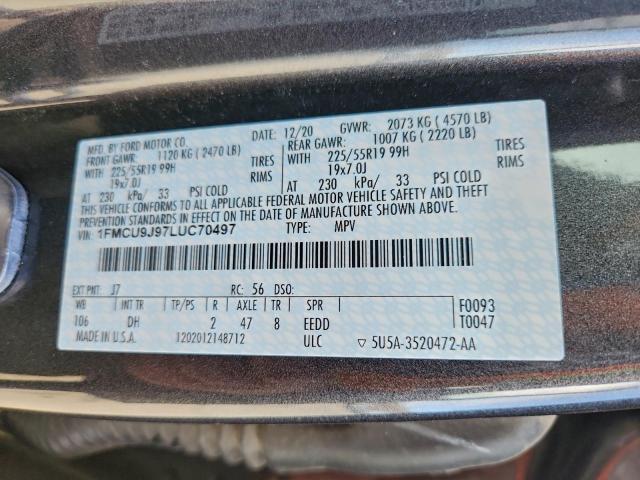 MFD. BY FORD MOTOR CO.
DATE: 12/20 GVWR: 2073 KG ( 4570 LB)
FRONT GAWR: 1120 KG ( 2470 LB)
REAR GAWR: 1007 KG ( 2220 LB)
WITH 225/55R19 99H TIRES
19x7.0J RIMS
AT 230 kPa/ 33 PSI COLD
WITH 225/55R19 99H TIRES
19x7.0J RIMS
AT 230 kPa/ 33 PSI COLD
THIS VEHICLE CONFORMS TO ALL APPLICABLE FEDERAL MOTOR VEHICLE SAFETY AND THEFT
PREVENTION STANDARDS IN EFFECT ON THE DATE OF MANUFACTURE SHOWN ABOVE.
VIN: 1FMCU9J97LUC70497 TYPE: MPV
EXT PNT: J7 RC: 56 DSO:
WB INT TR TP/PS R AXLE TR SPR
106 DH 2 47 8 EEDD
F0093
T0047
MADE IN U.S.A. 1202012148712 ULC ▽ 5U5A-3520472-AA